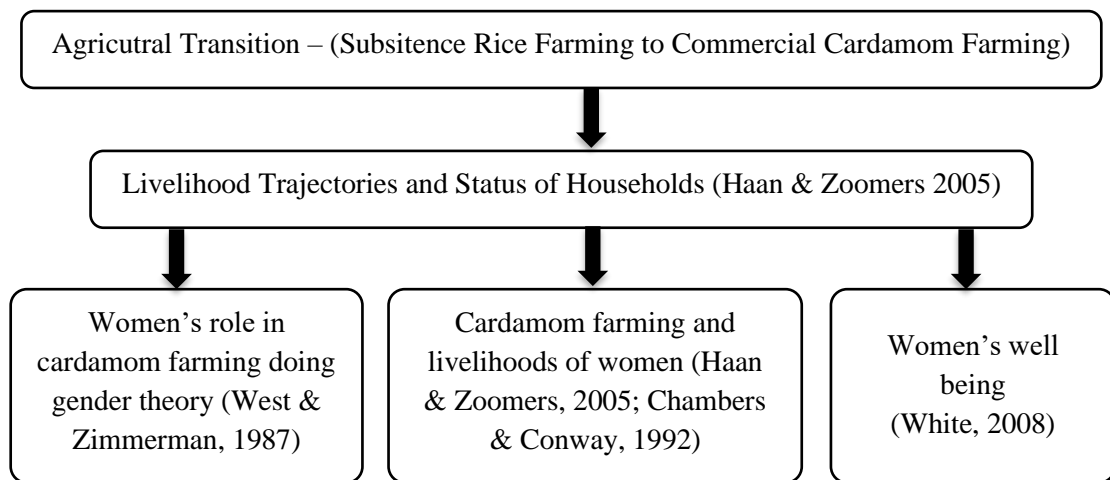 Agricutral Transition – (Subsitence Rice Farming to Commercial Cardamom Farming)
Livelihood Trajectories and Status of Households (Haan & Zoomers 2005)
Women’s role in
cardamom farming doing
gender theory (West &
Zimmerman, 1987)
Cardamom farming and
livelihoods of women (Haan
& Zoomers, 2005; Chambers
& Conway, 1992)
Women’s well
being
(White, 2008)